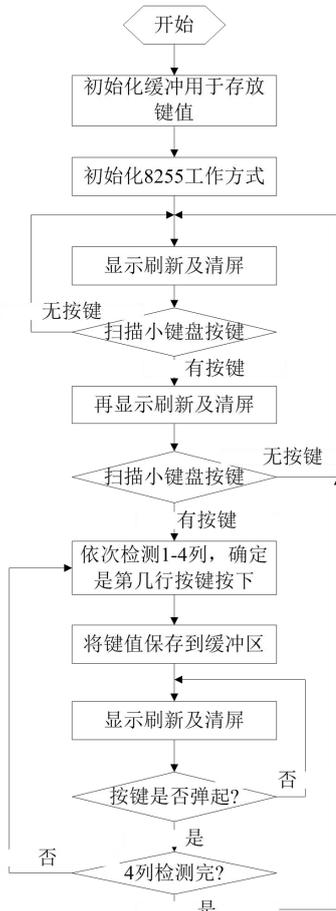 开始
初始化缓冲用于存放
键值
初始化8255工作方式
显示刷新及清屏
无按键
扫描小键盘按键
有按键
再显示刷新及清屏
无按键
扫描小键盘按键
有按键
依次检测1-4列，确定
是第几行按键按下
将键值保存到缓冲区
显示刷新及清屏
按键是否弹起?
否
是
否
4列检测完?
是